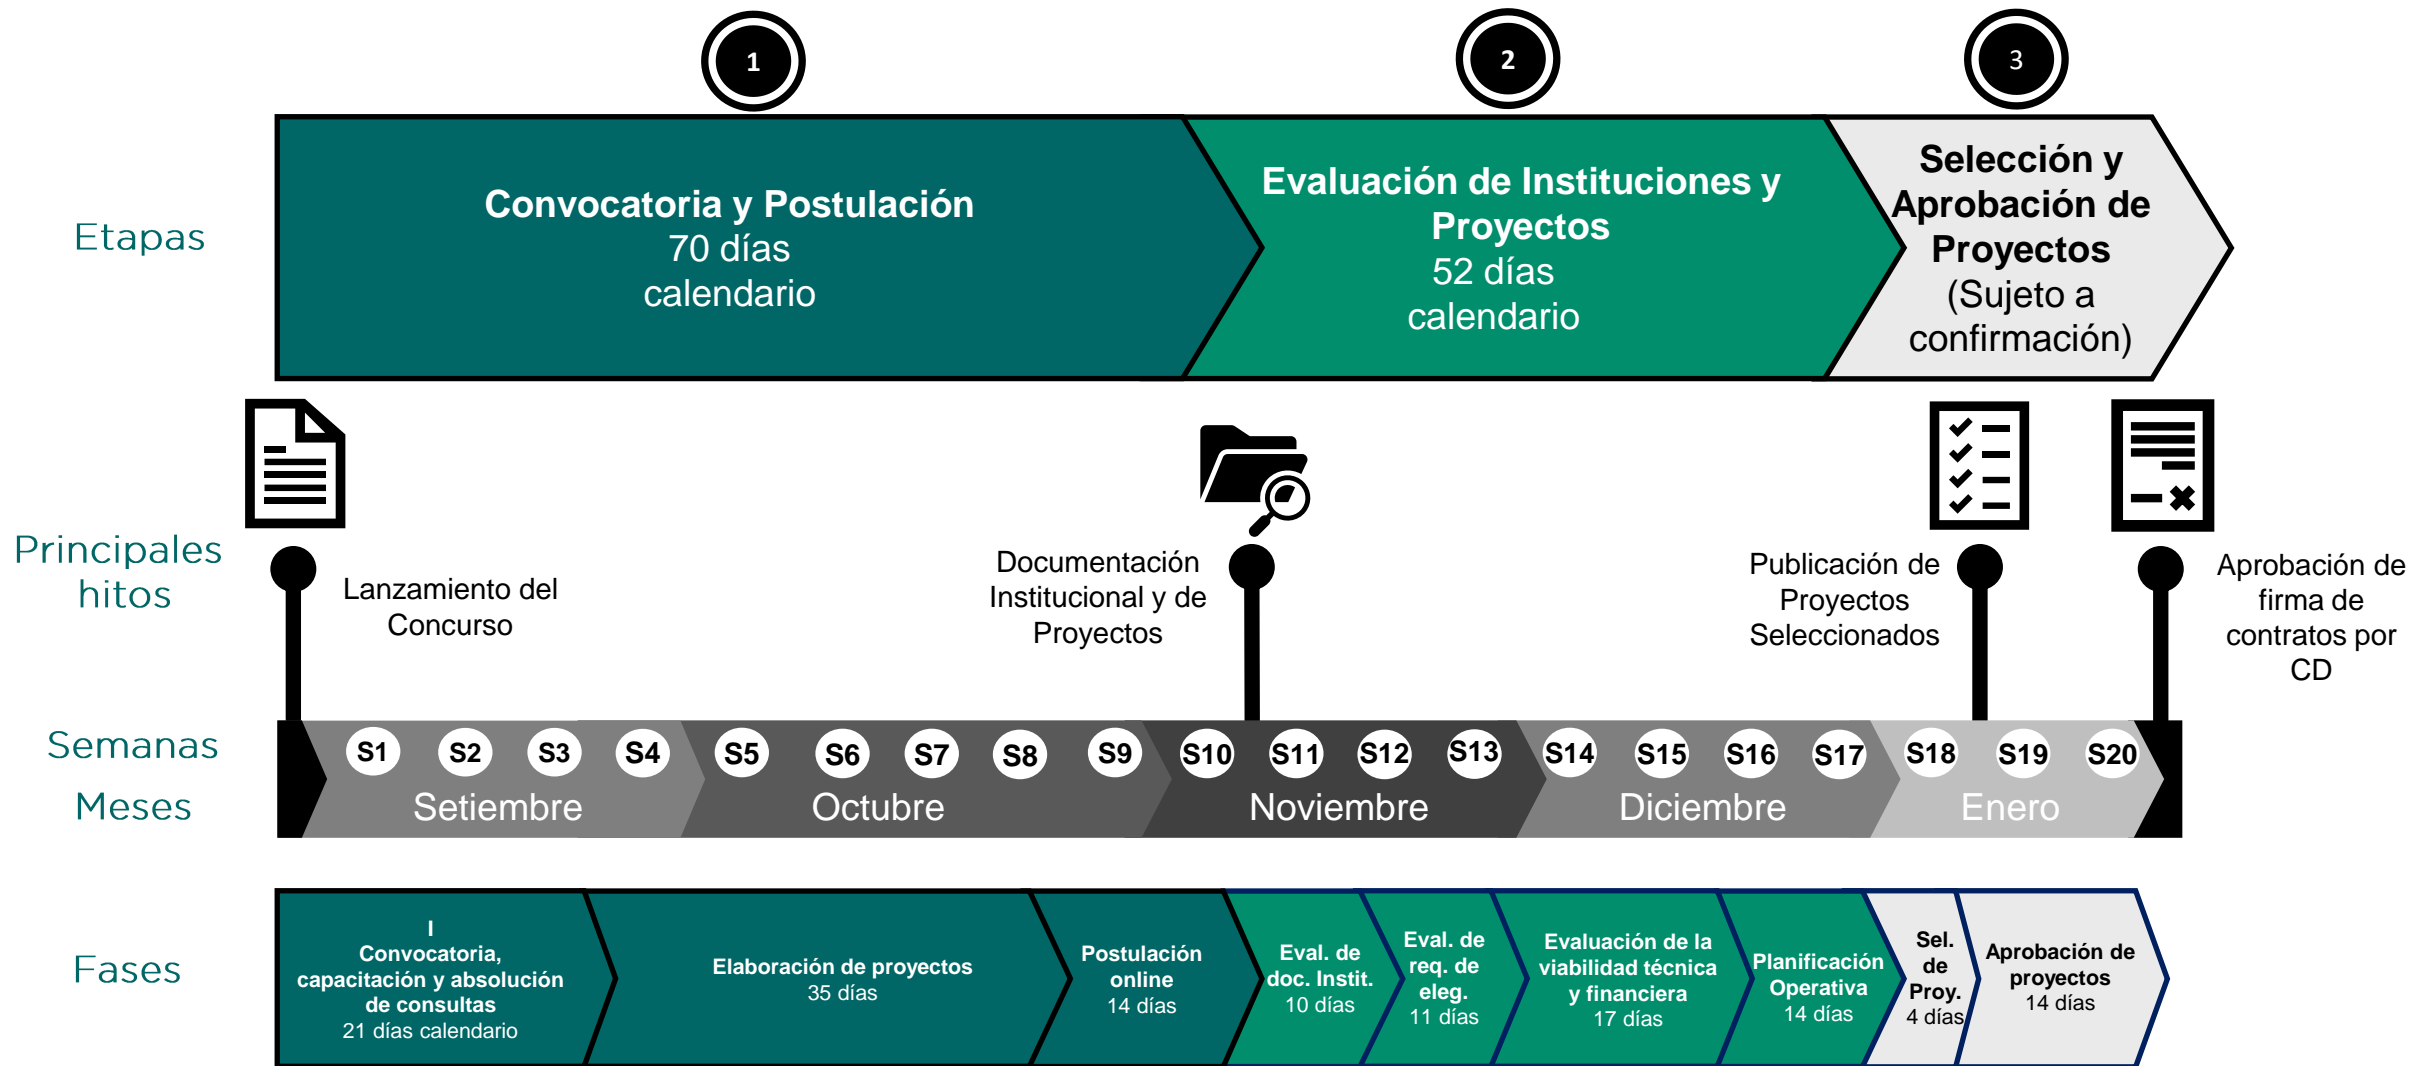 1
2
3
Etapas
Convocatoria y Postulación
70 días
calendario
Evaluación de Instituciones y
Proyectos
52 días
calendario
Selección y
Aprobación de
Proyectos
(Sujeto a
confirmación)
Principales
hitos
Lanzamiento del
Concurso
Documentación
Institucional y de
Proyectos
Publicación de
Proyectos
Seleccionados
Aprobación de
firma de
contratos por
CD
Semanas
S1 S2 S3 S4 S5 S6 S7 S8 S9 S10 S11 S12 S13 S14 S15 S16 S17 S18 S19 S20
Meses
Setiembre Octubre Noviembre Diciembre Enero
Fases
I
Convocatoria,
capacitación y absolución
de consultas
21 días calendario
Elaboración de proyectos
35 días
Postulación
online
14 días
Eval. de
doc. Instit.
10 días
Eval. de
req. de
eleg.
11 días
Evaluación de la
viabilidad técnica
y financiera
17 días
Planificación
Operativa
14 días
Sel.
de
Proy.
4 días
Aprobación de
proyectos
14 días